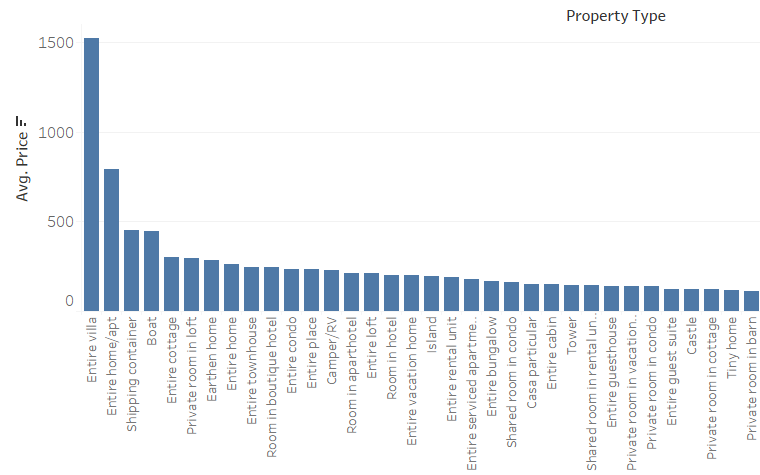 Property Type
Avg. Price
1500
1000
500
0
Entire villa
Entire home/apt
Shipping container
Boat
Entire cottage
Private room in loft
Earthen home
Entire home
Entire townhouse
Room in boutique hotel
Entire condo
Entire place
Camper/RV
Room in aparthotel
Entire loft
Room in hotel
Entire vacation home
Island
Entire rental unit
Entire serviced apartme..
Entire bungalow
Shared room in condo
Casa particular
Entire cabin
Tower
Shared room in rental un..
Entire guesthouse
Private room in vacation..
Private room in condo
Entire guest suite
Castle
Private room in cottage
Tiny home
Private room in barn